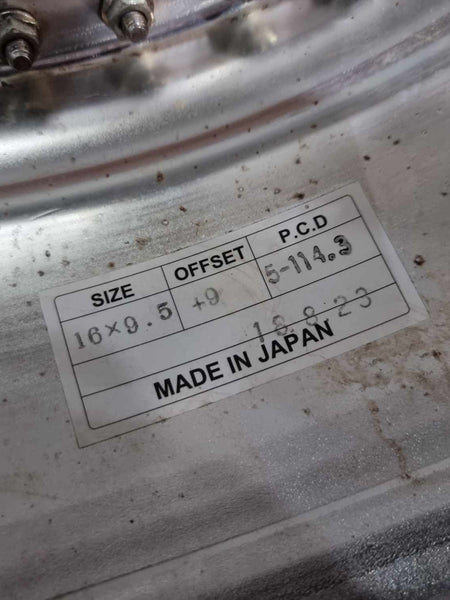 SIZE OFFSET P.C.D
16×9.5 +9 5-114.3
18.8.23
MADE IN JAPAN